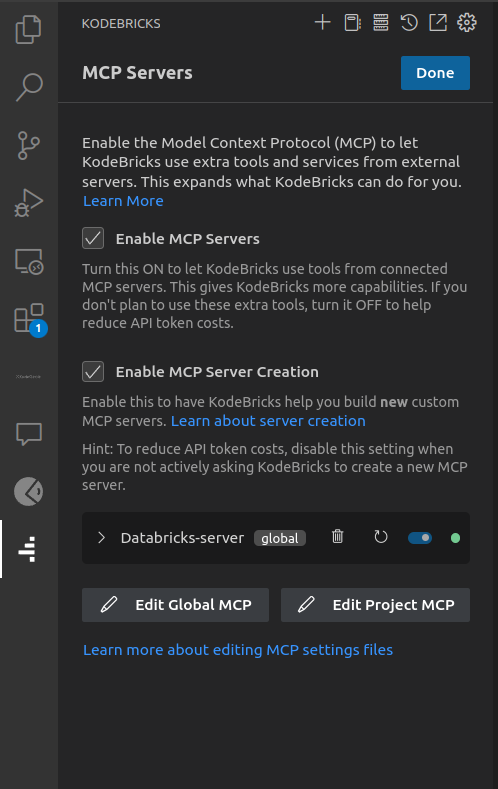 KODEBRICKS
MCP Servers
Done
Enable the Model Context Protocol (MCP) to let
KodeBricks use extra tools and services from external
servers. This expands what KodeBricks can do for you.
Learn More
Enable MCP Servers
Turn this ON to let KodeBricks use tools from connected
MCP servers. This gives KodeBricks more capabilities. If you
don't plan to use these extra tools, turn it OFF to help
reduce API token costs.
1
Enable MCP Server Creation
Enable this to have KodeBricks help you build new custom
MCP servers. Learn about server creation
Hint: To reduce API token costs, disable this setting when
you are not actively asking KodeBricks to create a new MCP
server.
Databricks-server global
Edit Global MCP
Edit Project MCP
Learn more about editing MCP settings files